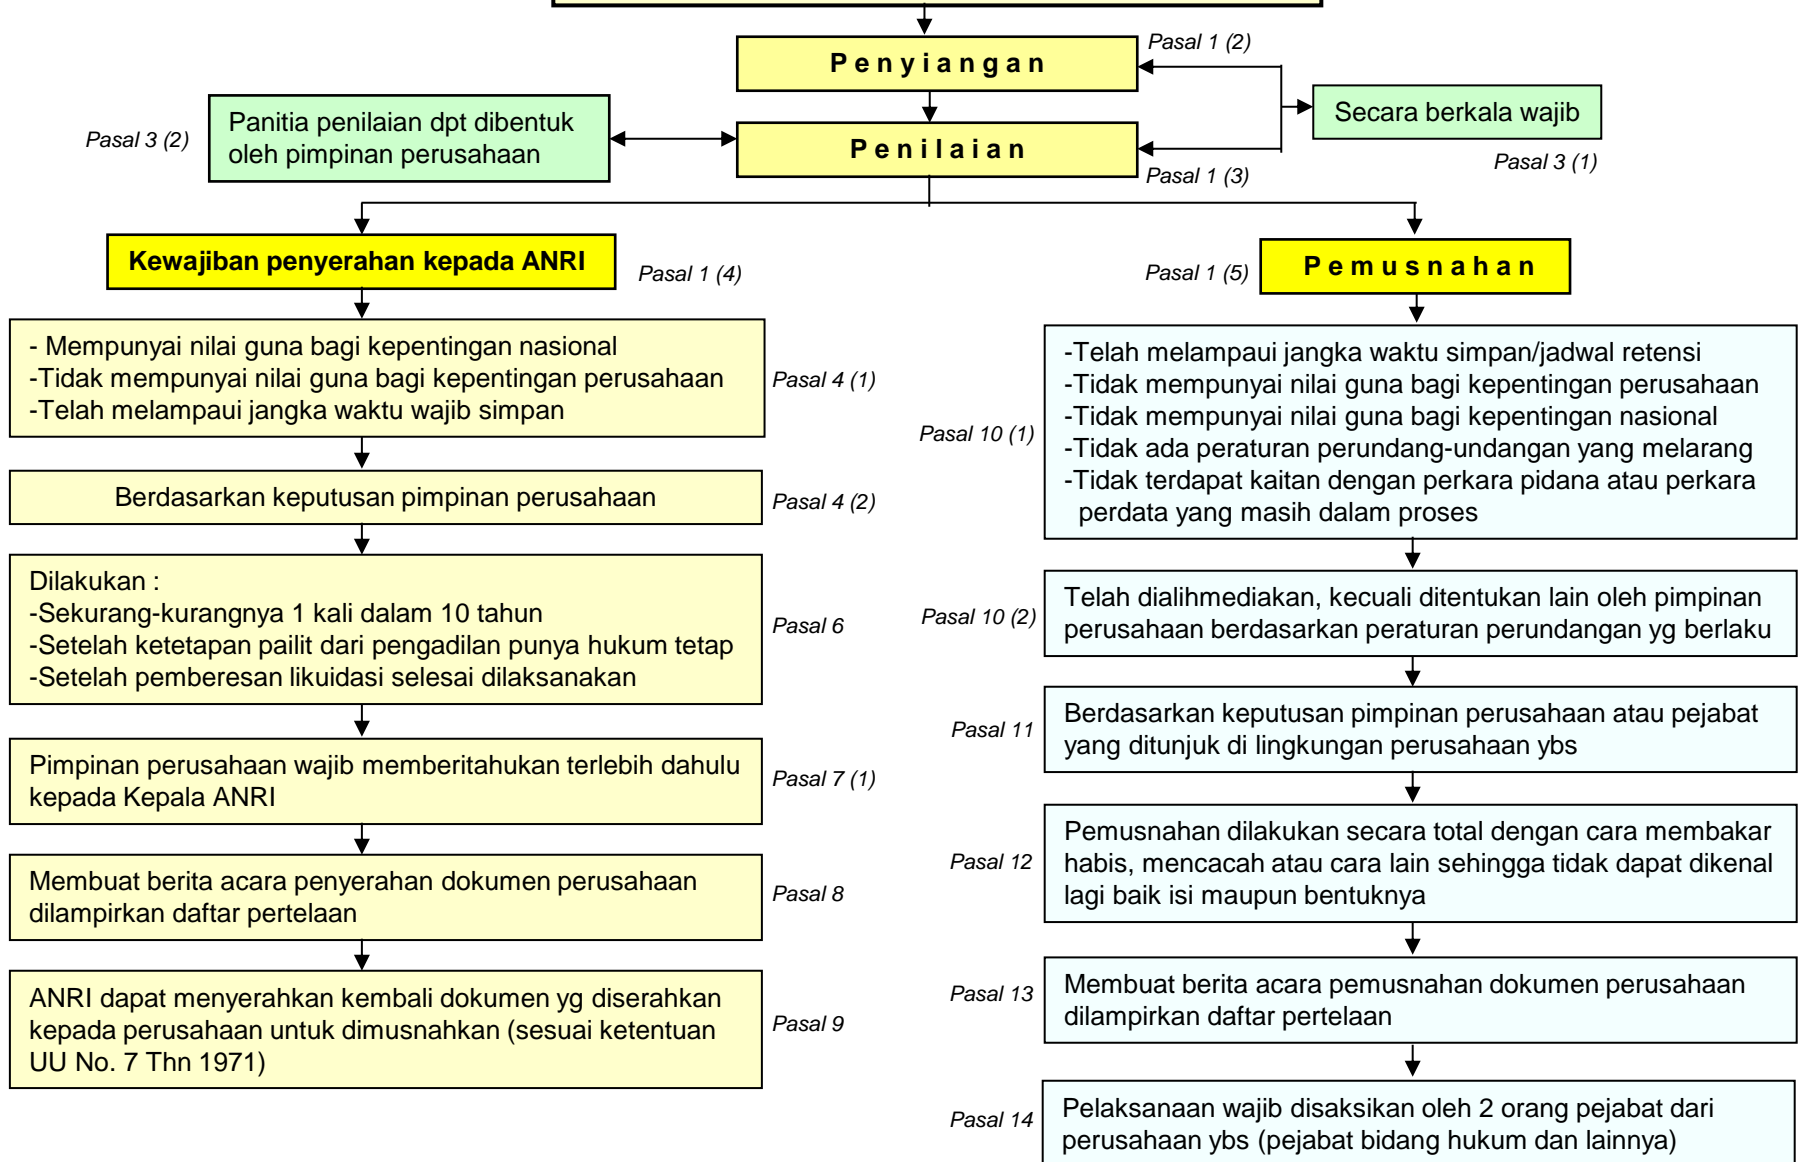 P e n y i a n g a n
Pasal 1 (2)
Panitia penilaian dpt dibentuk
oleh pimpinan perusahaan
Pasal 3 (2)
P e n i l a i a n
Pasal 1 (3)
Secara berkala wajib
Pasal 3 (1)
Kewajiban penyerahan kepada ANRI
Pasal 1 (4)
- Mempunyai nilai guna bagi kepentingan nasional
-Tidak mempunyai nilai guna bagi kepentingan perusahaan
-Telah melampaui jangka waktu wajib simpan
Pasal 4 (1)
Berdasarkan keputusan pimpinan perusahaan
Pasal 4 (2)
Dilakukan :
-Sekurang-kurangnya 1 kali dalam 10 tahun
-Setelah ketetapan pailit dari pengadilan punya hukum tetap
-Setelah pemberesan likuidasi selesai dilaksanakan
Pasal 6
Pimpinan perusahaan wajib memberitahukan terlebih dahulu
kepada Kepala ANRI
Pasal 7 (1)
Membuat berita acara penyerahan dokumen perusahaan
dilampirkan daftar pertelaan
Pasal 8
ANRI dapat menyerahkan kembali dokumen yg diserahkan
kepada perusahaan untuk dimusnahkan (sesuai ketentuan
UU No. 7 Thn 1971)
Pasal 9
Pasal 1 (5)
P e m u s n a h a n
-Telah melampaui jangka waktu simpan/jadwal retensi
-Tidak mempunyai nilai guna bagi kepentingan perusahaan
-Tidak mempunyai nilai guna bagi kepentingan nasional
-Tidak ada peraturan perundang-undangan yang melarang
-Tidak terdapat kaitan dengan perkara pidana atau perkara
perdata yang masih dalam proses
Pasal 10 (1)
Telah dialihmediakan, kecuali ditentukan lain oleh pimpinan
perusahaan berdasarkan peraturan perundangan yg berlaku
Pasal 10 (2)
Berdasarkan keputusan pimpinan perusahaan atau pejabat
yang ditunjuk di lingkungan perusahaan ybs
Pasal 11
Pemusnahan dilakukan secara total dengan cara membakar
habis, mencacah atau cara lain sehingga tidak dapat dikenal
lagi baik isi maupun bentuknya
Pasal 12
Membuat berita acara pemusnahan dokumen perusahaan
dilampirkan daftar pertelaan
Pasal 13
Pelaksanaan wajib disaksikan oleh 2 orang pejabat dari
perusahaan ybs (pejabat bidang hukum dan lainnya)
Pasal 14